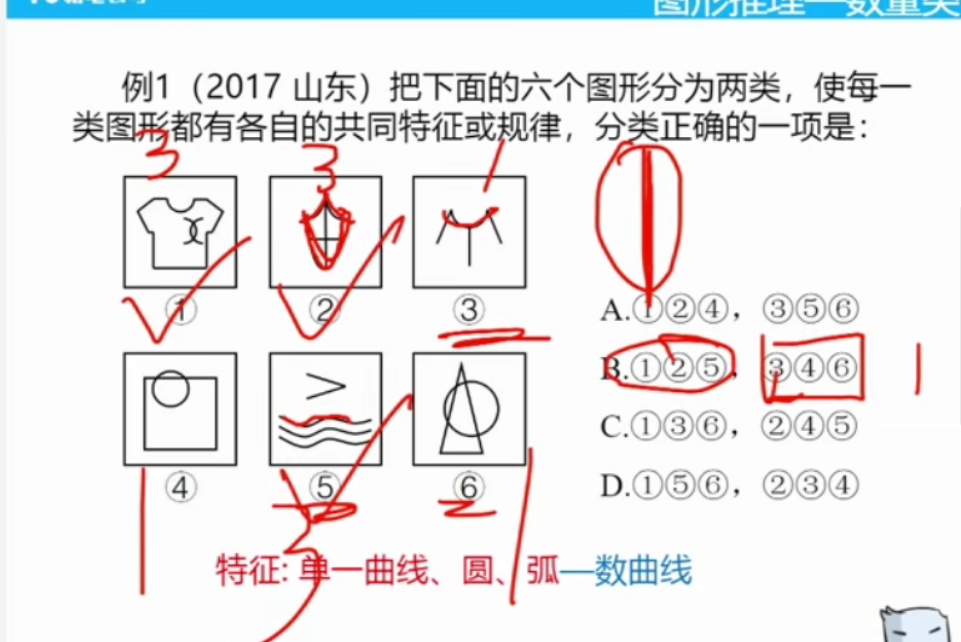 图形推理—数量类
例1（2017 山东）把下面的六个图形分为两类，使每一
类图形都有各自的共同特征或规律，分类正确的一项是：
3 3 1
① ② ③
④ ⑤ ⑥
A.①②④，③⑤⑥
B.①②⑤，③④⑥
C.①③⑥，②④⑤
D.①⑤⑥，②③④
1 3 1
特征: 单一曲线、圆、弧—数曲线